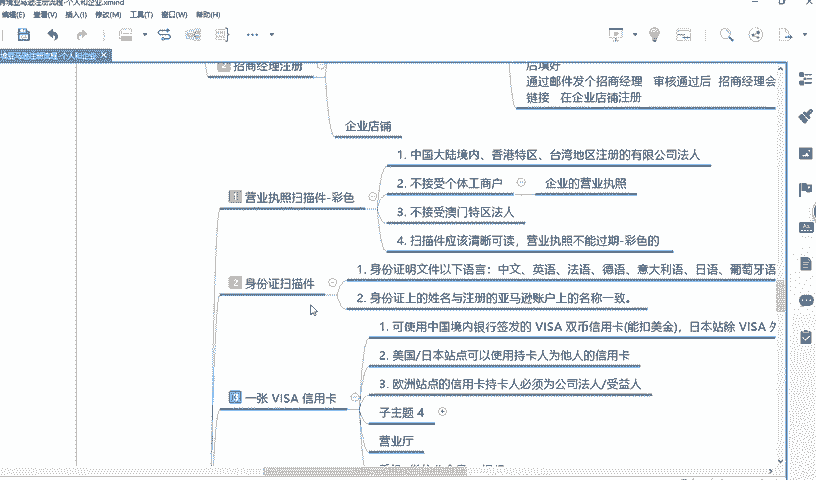 编辑(E) 查看(V) 插入(I) 修改(M) 工具(T) 窗口(W) 帮助(H)
招商经理注册
后填好
通过邮件发个招商经理 审核通过后 招商经理会
链接 在企业店铺注册
企业店铺
1 营业执照扫描件-彩色
1. 中国大陆境内、香港特区、台湾地区注册的有限公司法人
2. 不接受个体工商户
企业的营业执照
3. 不接受澳门特区法人
4. 扫描件应该清晰可读，营业执照不能过期-彩色的
2 身份证扫描件
1. 身份证明文件以下语言：中文、英语、法语、德语、意大利语、日语、葡萄牙语
2. 身份证上的姓名与注册的亚马逊账户上的名称一致。
3 一张 VISA 信用卡
1. 可使用中国境内银行签发的 VISA 双币信用卡(能扣美金)，日本站除 VISA
2. 美国/日本站点可以使用持卡人为他人的信用卡
3. 欧洲站点的信用卡持卡人必须为公司法人/受益人
子主题 4
营业厅